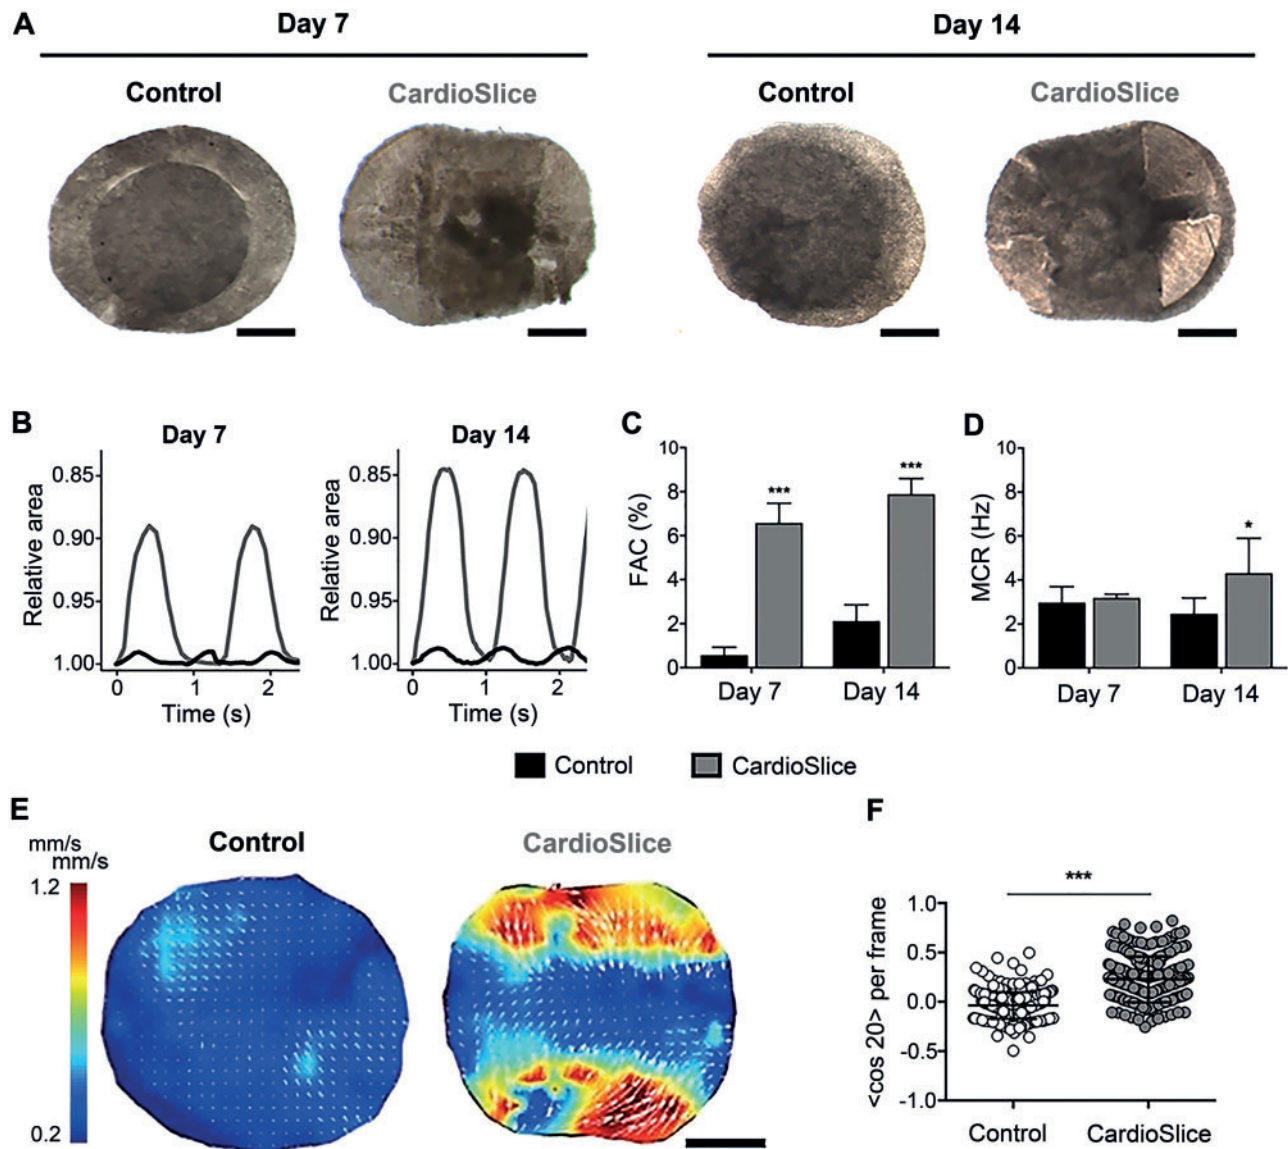 A
Day 7
Day 14
Control
CardioSlice
Control
CardioSlice
B
Day 7
Day 14
Relative area
0.85
0.90
0.95
1.00
0
1
2
Time (s)
Relative area
0.85
0.90
0.95
1.00
0
1
2
Time (s)
C
FAC (%)
10
8
6
4
2
0
***
***
Day 7
Day 14
D
MCR (Hz)
10
8
6
4
2
0
*
Day 7
Day 14
Control
CardioSlice
E
mm/s
mm/s
1.2
0.2
Control
CardioSlice
F
***
<cos 20> per frame
1.0
0.5
0.0
-0.5
-1.0
Control
CardioSlice